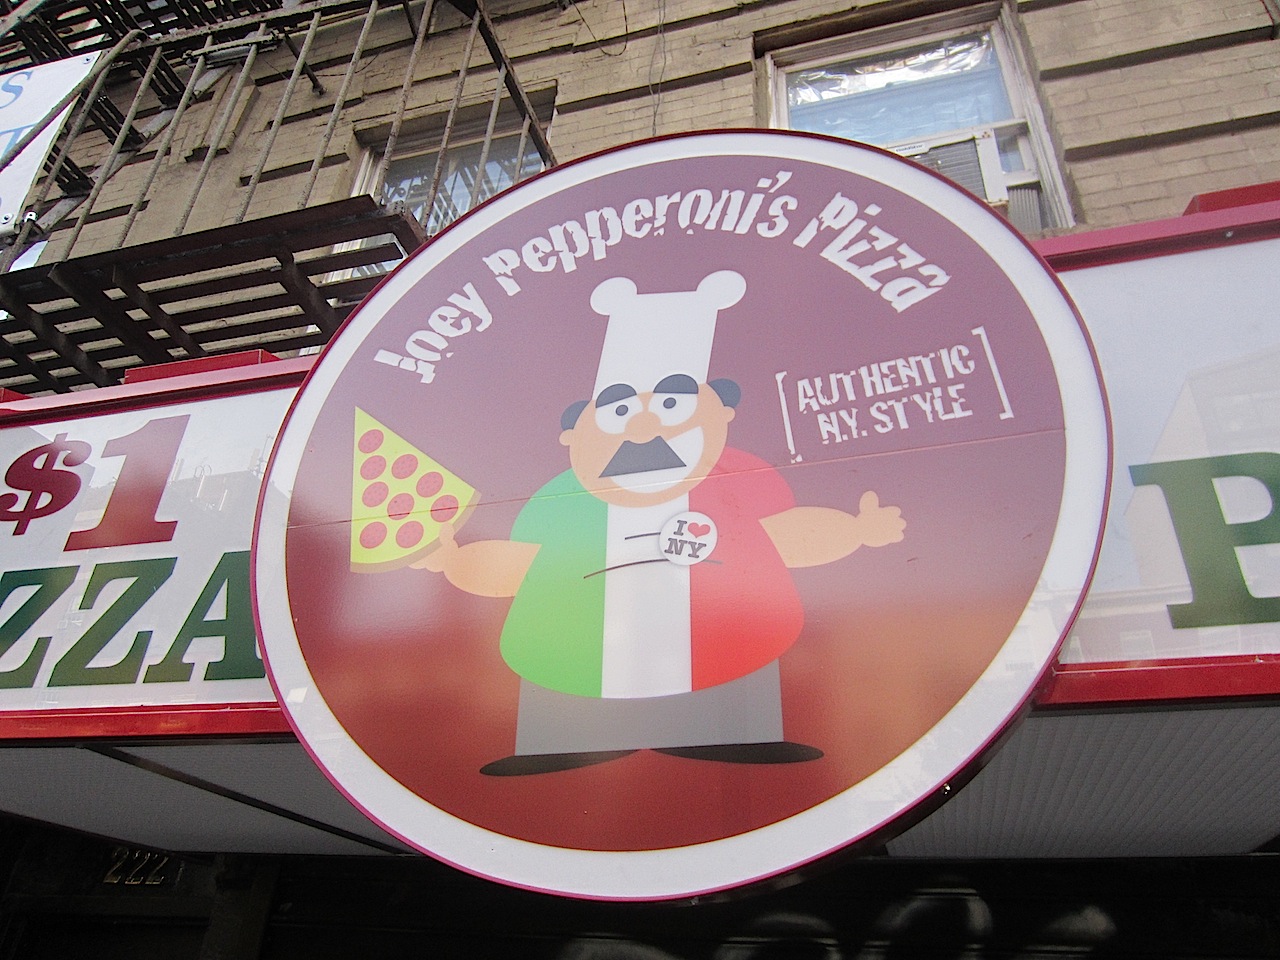 Joey Pepperoni's Pizza
[AUTHENTIC
N.Y. STYLE]
I ❤
NY
$1
ZZA
P
222
S